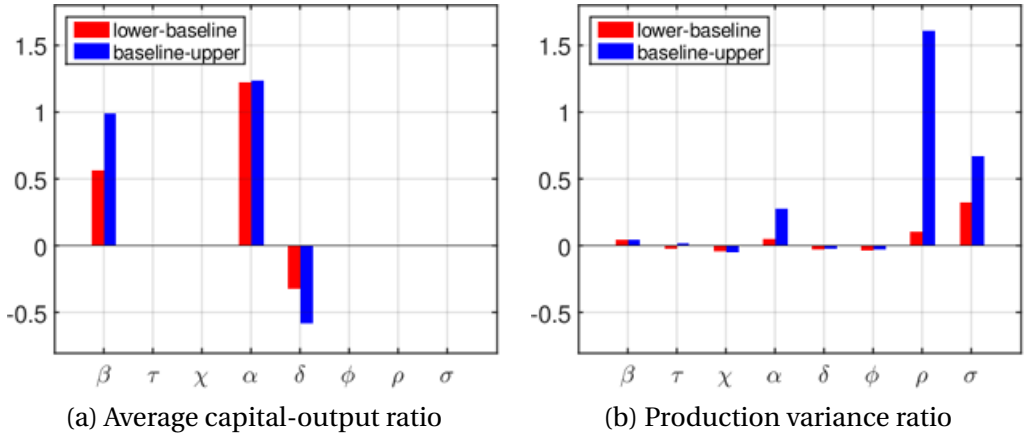 lower-baseline
baseline-upper
1.5
1
0.5
0
-0.5
β τ χ α δ ϕ ρ σ
(a) Average capital-output ratio
lower-baseline
baseline-upper
1.5
1
0.5
0
-0.5
β τ χ α δ ϕ ρ σ
(b) Production variance ratio